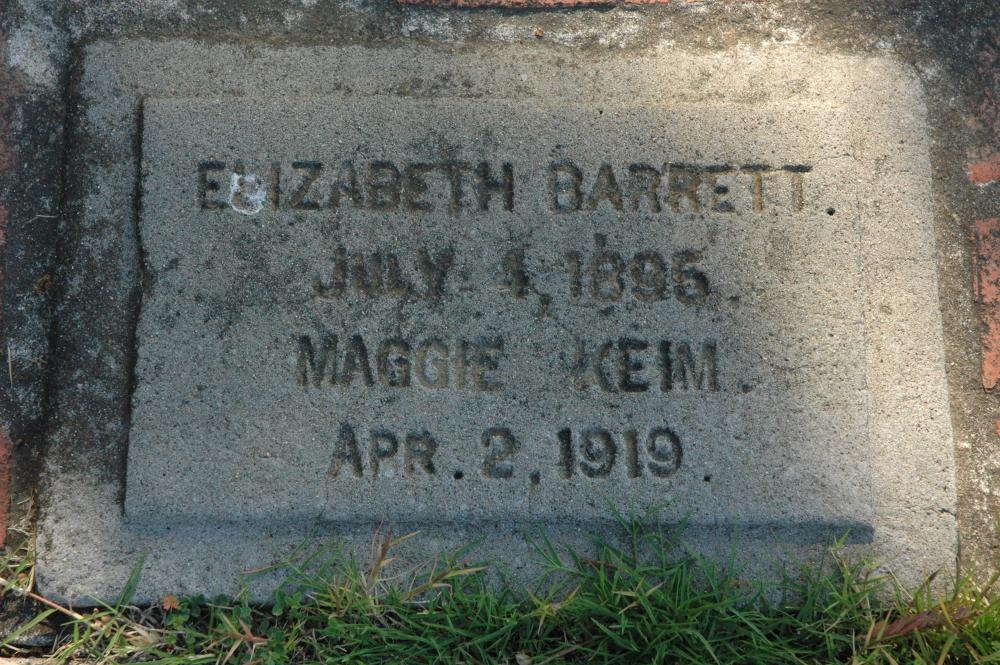 ELIZABETH BARRETT.
JULY 4, 1895.
MAGGIE KEIM.
APR. 2, 1919.